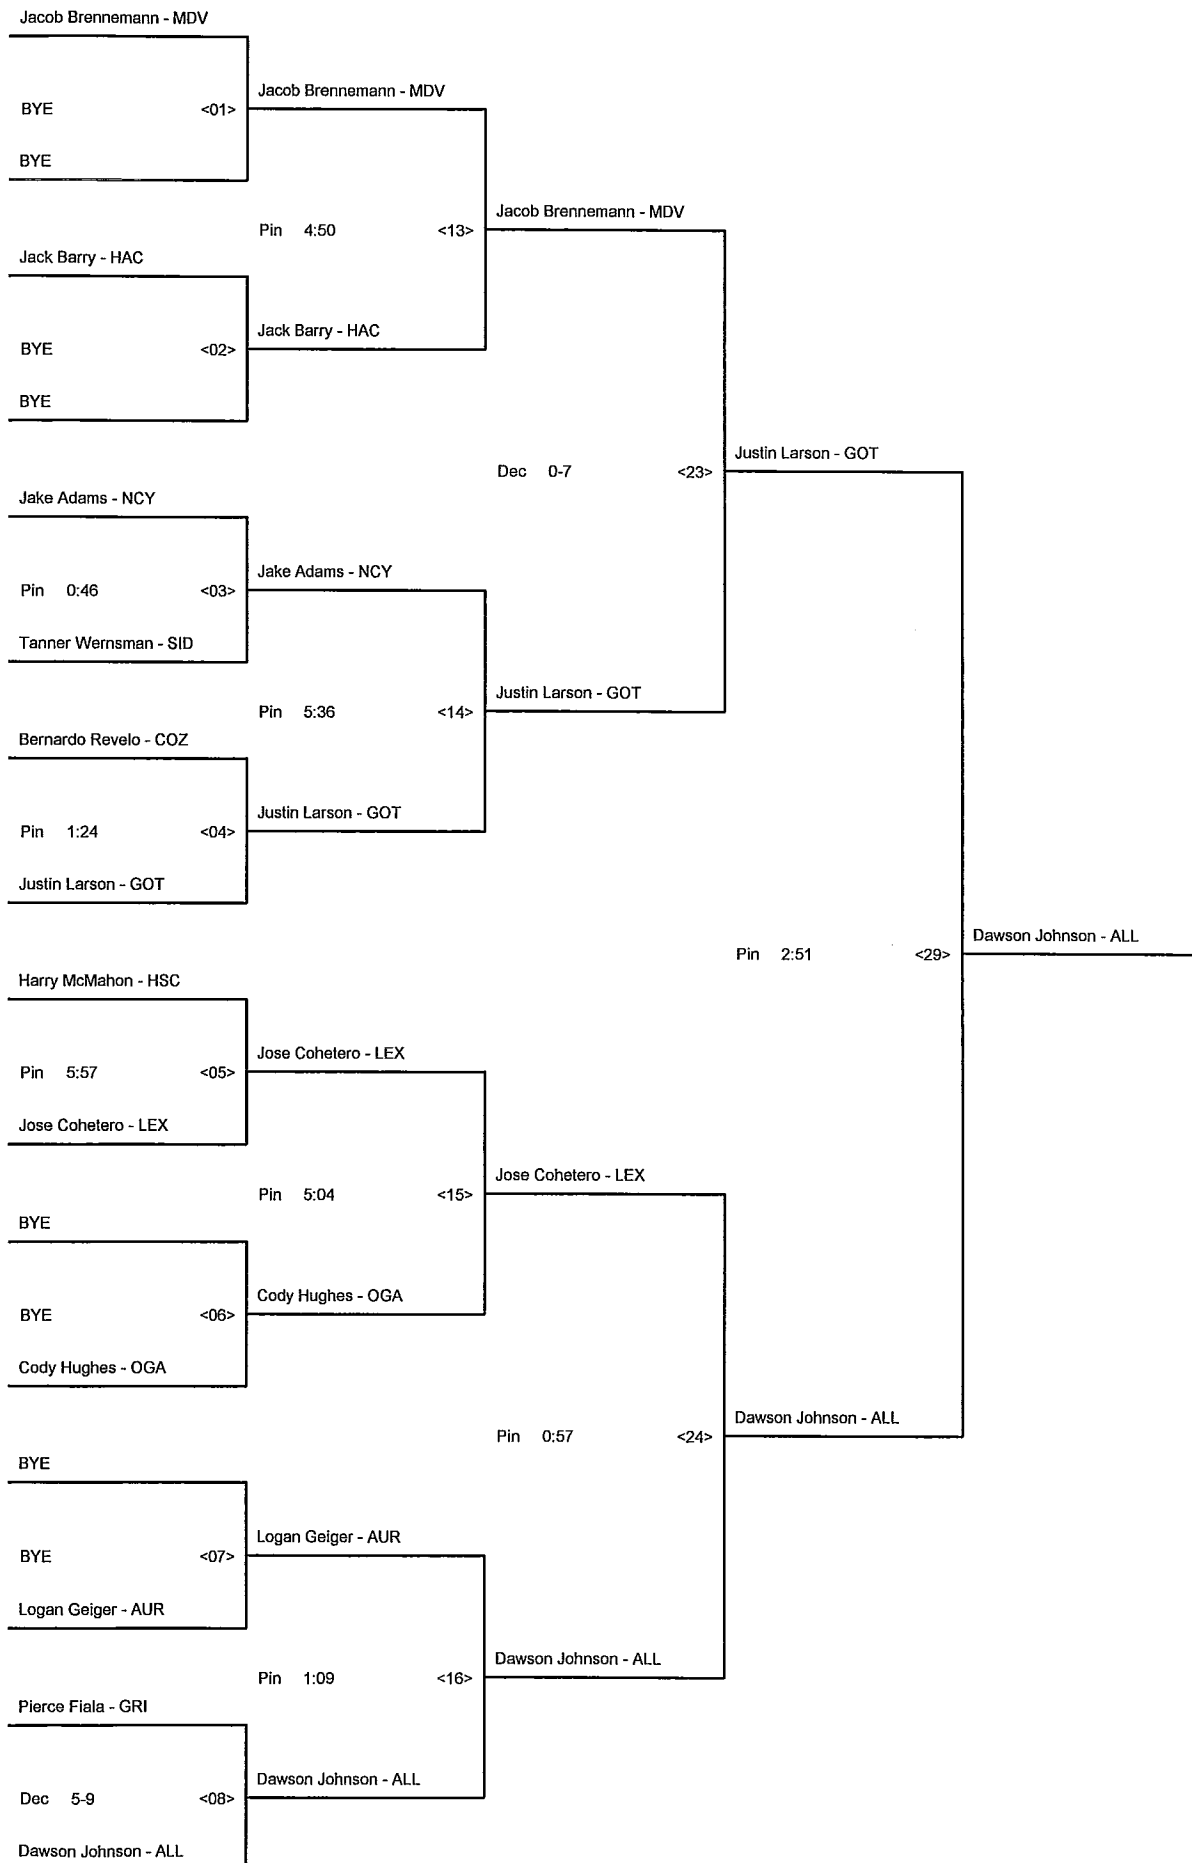 Jacob Brennemann - MDV
BYE <01>
BYE
Jacob Brennemann - MDV
Pin 4:50 <13>
Jack Barry - HAC
BYE <02>
BYE
Jack Barry - HAC
Jacob Brennemann - MDV
Dec 0-7 <23>
Jake Adams - NCY
Pin 0:46 <03>
Tanner Wernsman - SID
Jake Adams - NCY
Pin 5:36 <14>
Bernardo Revelo - COZ
Pin 1:24 <04>
Justin Larson - GOT
Justin Larson - GOT
Justin Larson - GOT
Justin Larson - GOT
Pin 2:51 <29>
Dawson Johnson - ALL
Harry McMahon - HSC
Pin 5:57 <05>
Jose Cohetero - LEX
Jose Cohetero - LEX
Pin 5:04 <15>
BYE
BYE <06>
Cody Hughes - OGA
Cody Hughes - OGA
Jose Cohetero - LEX
Pin 0:57 <24>
Dawson Johnson - ALL
BYE
BYE <07>
Logan Geiger - AUR
Logan Geiger - AUR
Pin 1:09 <16>
Dawson Johnson - ALL
Pierce Fiala - GRI
Dec 5-9 <08>
Dawson Johnson - ALL
Dawson Johnson - ALL